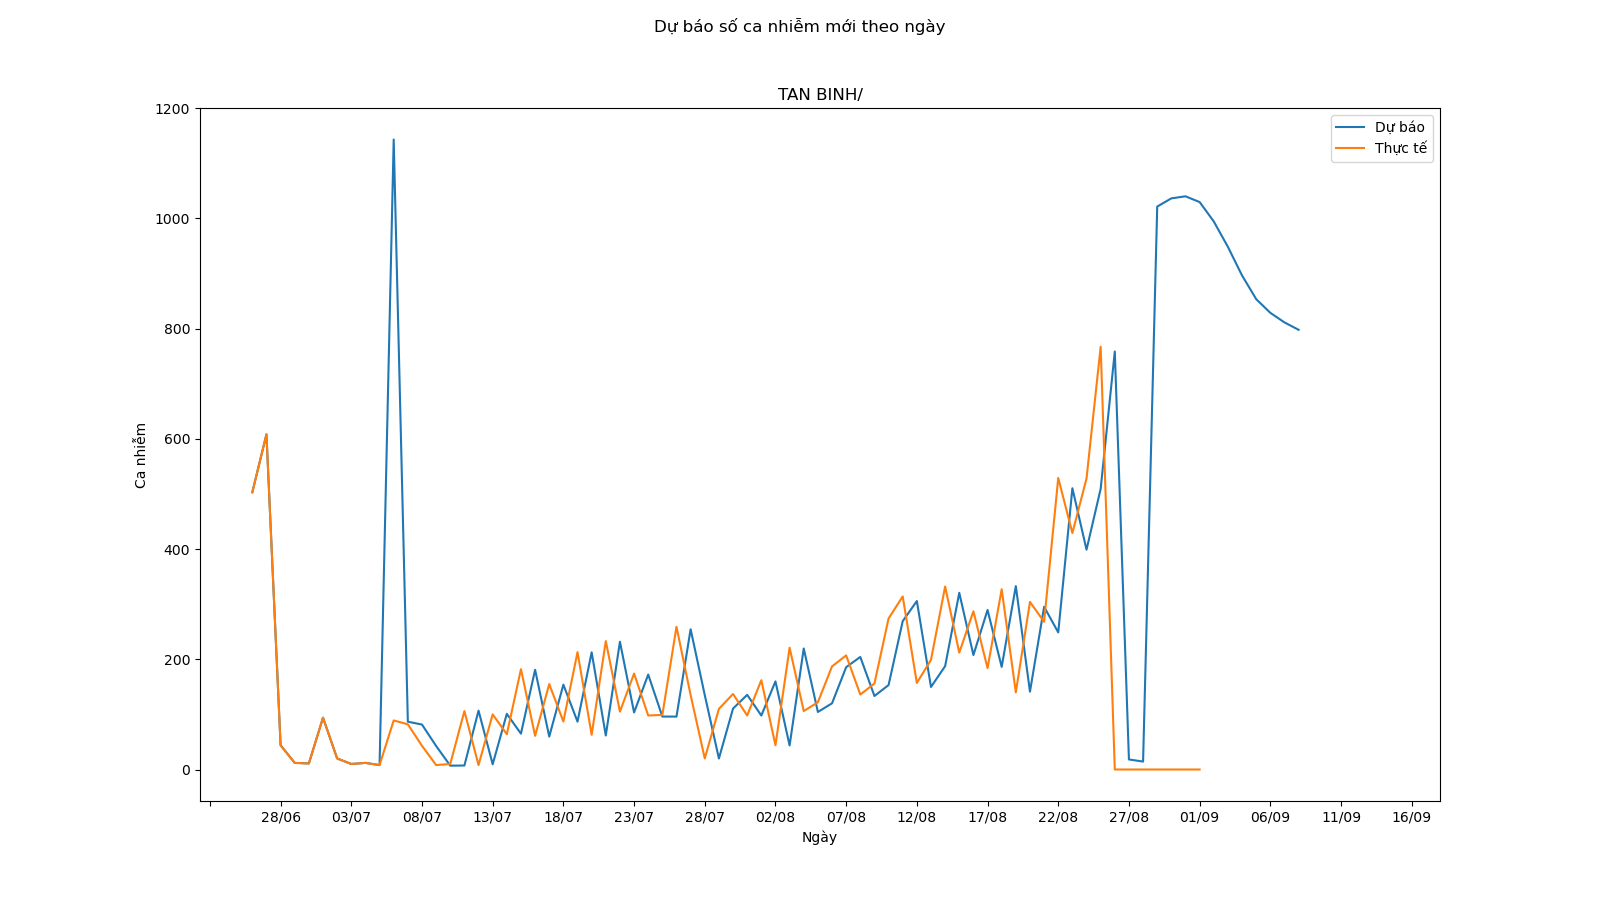 Dự báo số ca nhiễm mới theo ngày
TAN BINH/
Dự báo
Thực tế
1200
1000
800
600
400
200
0
Ca nhiễm
28/06 03/07 08/07 13/07 18/07 23/07 28/07 02/08 07/08 12/08 17/08 22/08 27/08 01/09 06/09 11/09 16/09
Ngày